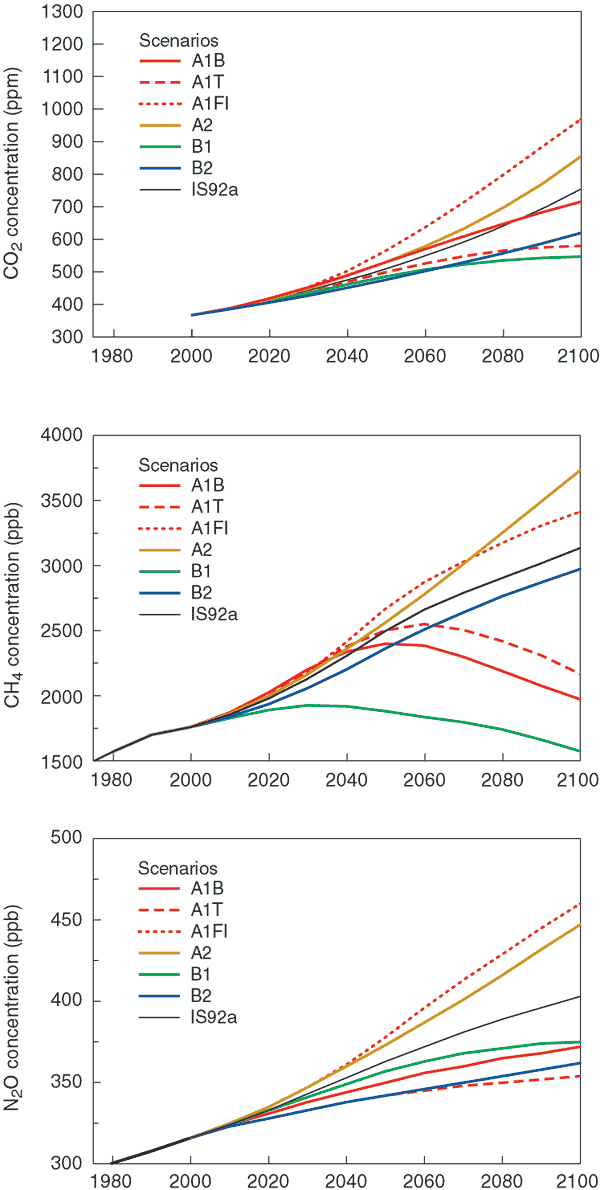 1300
1200
1100
1000
900
800
700
600
500
400
300
CO2 concentration (ppm)
Scenarios
A1B
A1T
A1FI
A2
B1
B2
IS92a
1980 2000 2020 2040 2060 2080 2100
4000
3500
3000
2500
2000
1500
CH4 concentration (ppb)
Scenarios
A1B
A1T
A1FI
A2
B1
B2
IS92a
1980 2000 2020 2040 2060 2080 2100
500
450
400
350
300
N2O concentration (ppb)
Scenarios
A1B
A1T
A1FI
A2
B1
B2
IS92a
1980 2000 2020 2040 2060 2080 2100